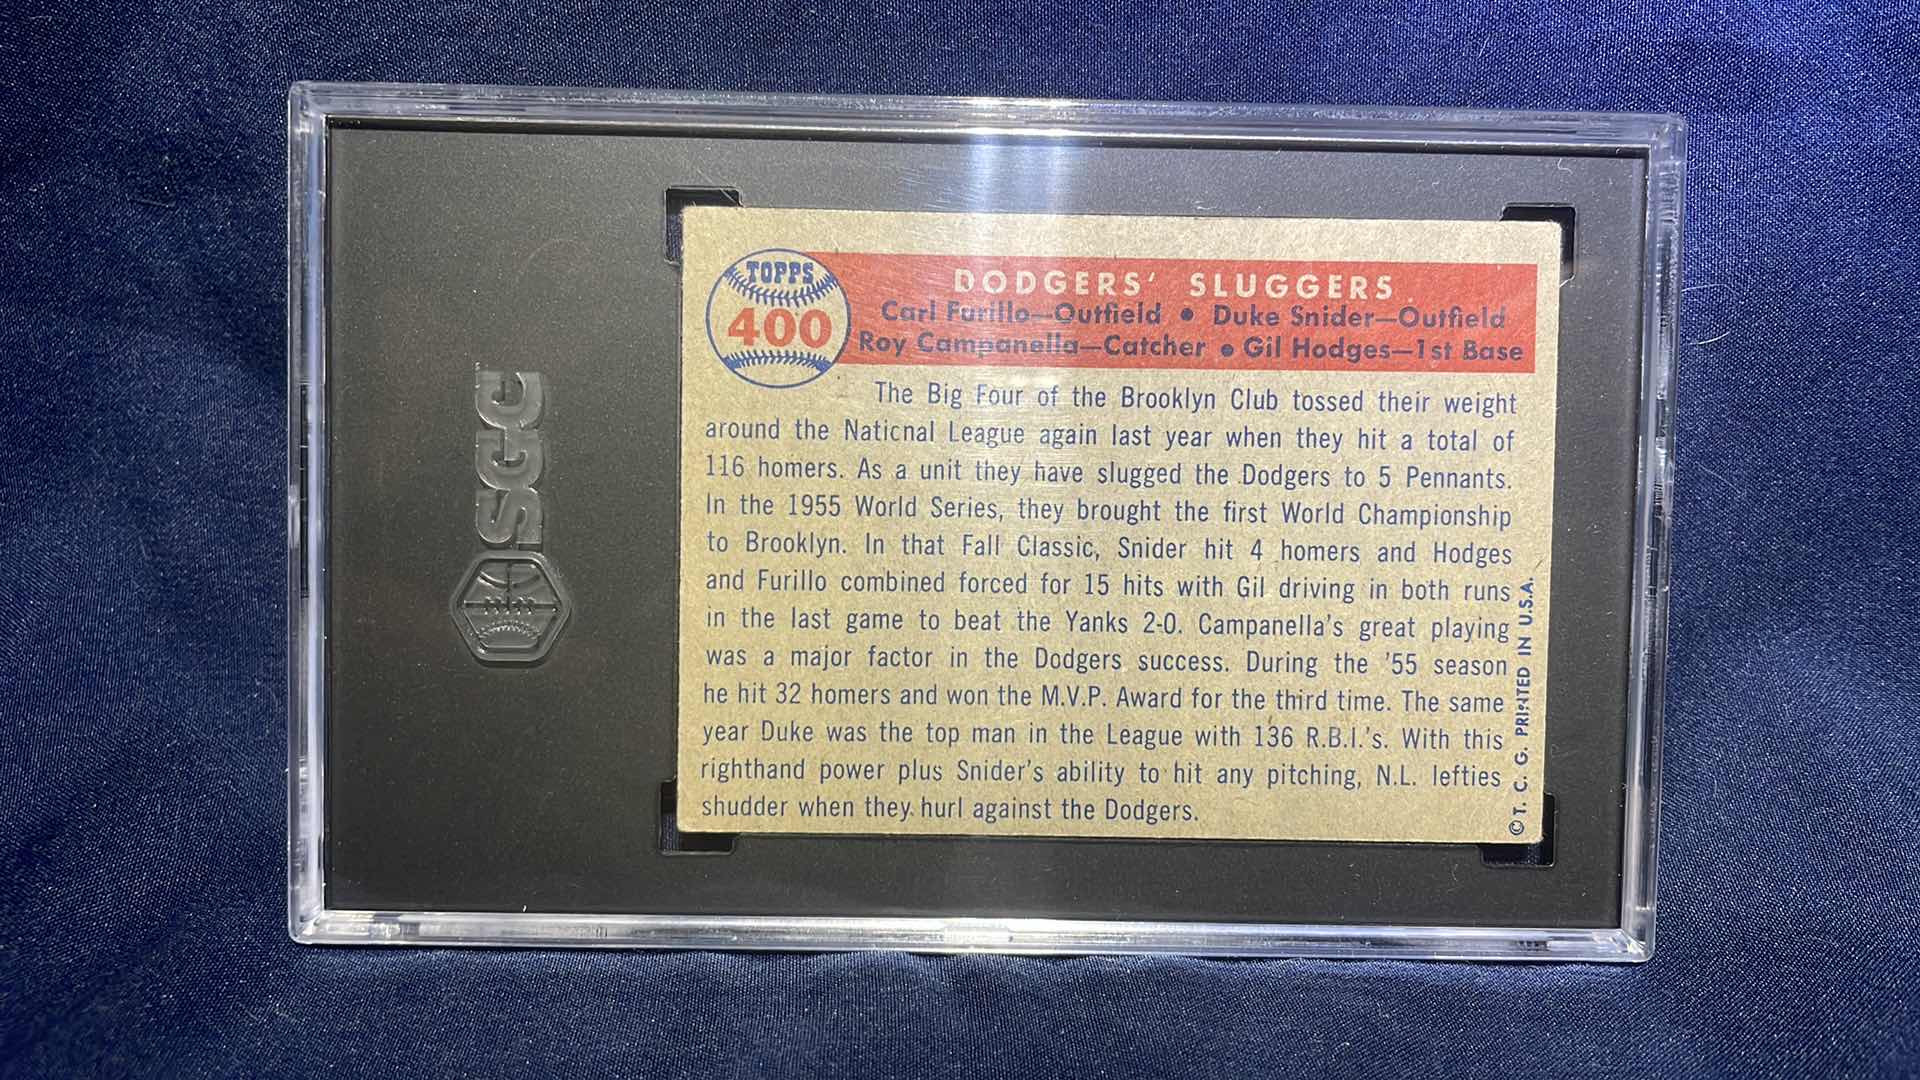 SGC
TOPPS
400
DODGERS' SLUGGERS
Carl Furillo—Outfield • Duke Snider—Outfield
Roy Campanella—Catcher • Gil Hodges—1st Base
The Big Four of the Brooklyn Club tossed their weight
around the Naticnal League again last year when they hit a total of
116 homers. As a unit they have slugged the Dodgers to 5 Pennants.
In the 1955 World Series, they brought the first World Championship
to Brooklyn. In that Fall Classic, Snider hit 4 homers and Hodges
and Furillo combined forced for 15 hits with Gil driving in both runs
in the last game to beat the Yanks 2-0. Campanella's great playing
was a major factor in the Dodgers success. During the '55 season
he hit 32 homers and won the M.V.P. Award for the third time. The same
year Duke was the top man in the League with 136 R.B.I.'s. With this
righthand power plus Snider's ability to hit any pitching, N.L. lefties
shudder when they hurl against the Dodgers.
© T. C. G. PRINTED IN U.S.A.